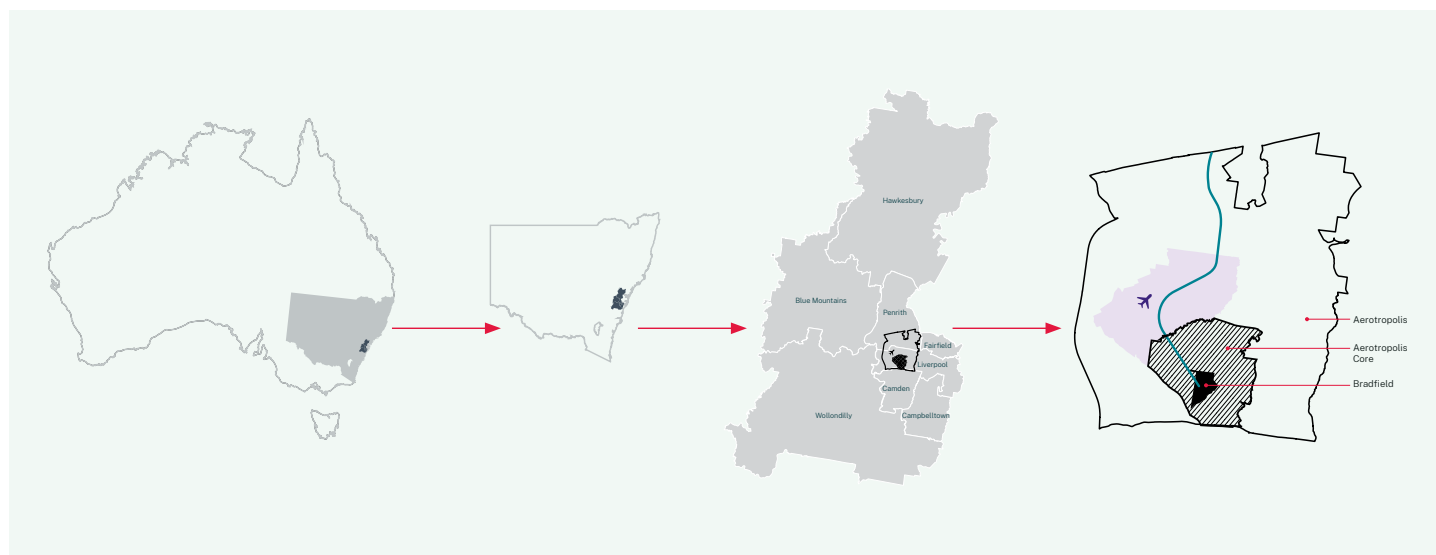 Hawkesbury
Blue Mountains
Penrith
Fairfield
Liverpool
Camden
Wollondilly
Campbelltown
Aerotropolis
Aerotropolis
Core
Bradfield